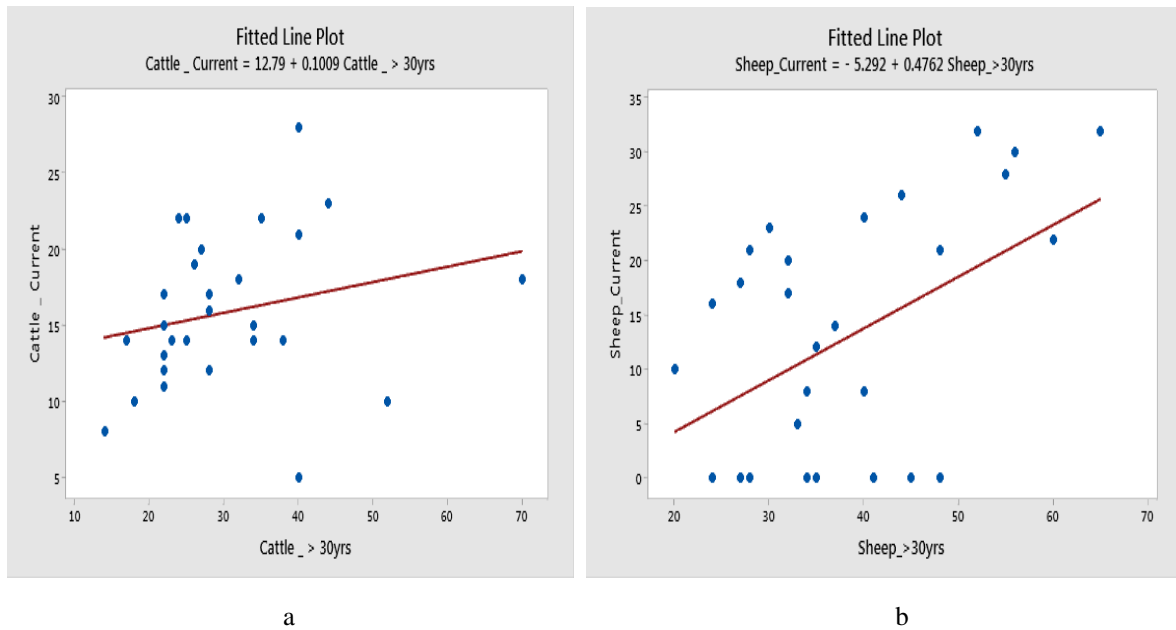 Fitted Line Plot
Cattle _ Current = 12.79 + 0.1009 Cattle _ > 30yrs
30
25
20
15
10
5
Cattle _ Current
10 20 30 40 50 60 70
Cattle _ > 30yrs
a
Fitted Line Plot
Sheep_Current = - 5.292 + 0.4762 Sheep_>30yrs
35
30
25
20
15
10
5
0
Sheep_Current
20 30 40 50 60 70
Sheep_>30yrs
b